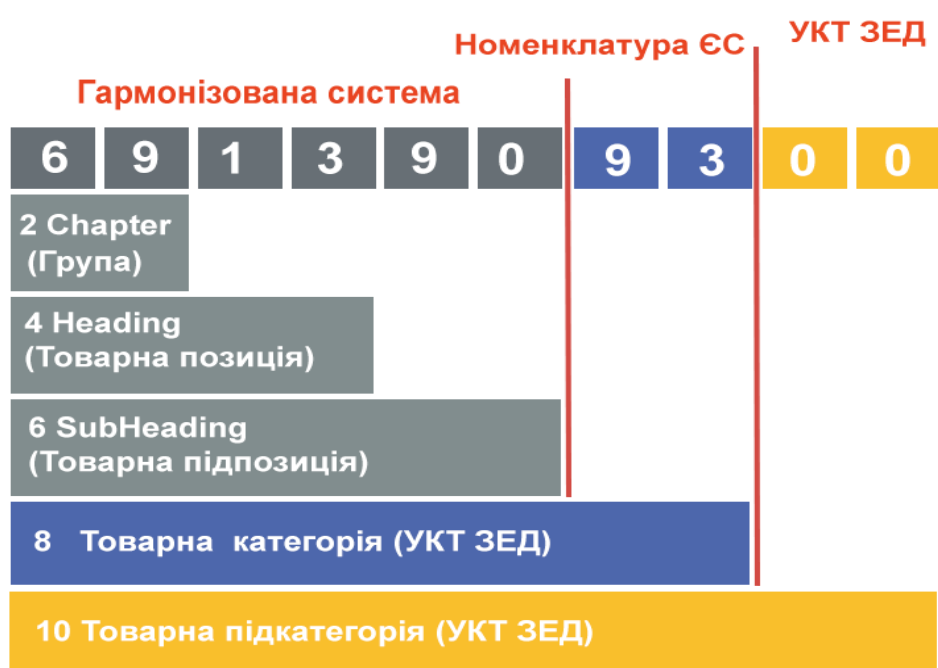 УКТ ЗЕД
Номенклатура ЄС
Гармонізована система
6 9 1 3 9 0 9 3 0 0
2 Chapter
(Група)
4 Heading
(Товарна позиція)
6 SubHeading
(Товарна підпозиція)
8 Товарна категорія (УКТ ЗЕД)
10 Товарна підкатегорія (УКТ ЗЕД)